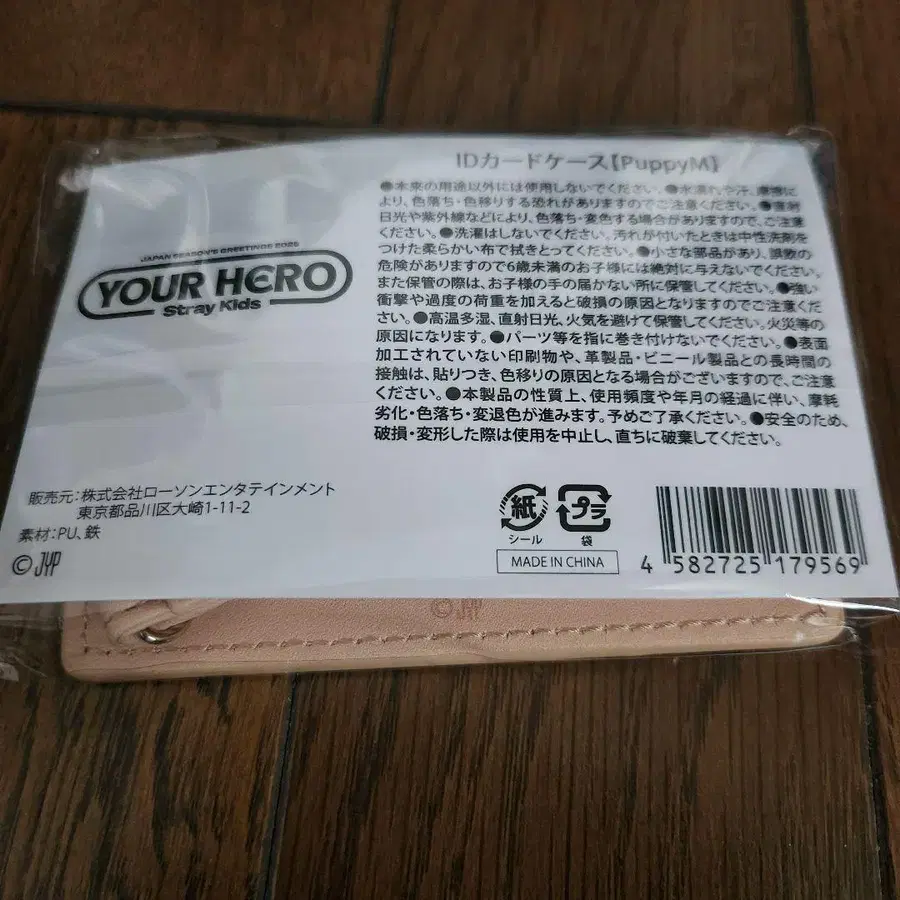 IDカードケース【PuppyM】
●本来の用途以外には使用しないでください。●水濡れや汗、摩擦に
より、色落ち・色移りする恐れがありますのでご注意ください。●直射
日光や紫外線などにより、色落ち・変色する場合がありますので、ご注意
ください。●洗濯はしないでください。汚れが付いたときは中性洗剤を
つけた柔らかい布で拭きとってください。●小さな部品があり、誤飲の
危険がありますので6歳未満のお子様には絶対に与えないでください。
また保管の際は、お子様の手の届かない所に保管してください。●強い
衝撃や過度の荷重を加えると破損の原因となりますのでご注意くだ
さい。●高温多湿、直射日光、火気を避けて保管してください。火災等の
原因になります。●パーツ等を指に巻き付けないでください。●表面
加工されていない印刷物や、革製品・ビニール製品との長時間の
接触は、貼りつき、色移りの原因となる場合がございますので、ご注意
ください。●本製品の性質上、使用頻度や年月の経過に伴い、摩耗
劣化・色落ち・変退色が進みます。予めご了承ください。●安全のため、
破損・変形した際は使用を中止し、直ちに破棄してください。
JAPAN SEASON'S GREETINGS 2025
YOUR HERO
Stray Kids
販売元：株式会社ローソンエンタテインメント
東京都品川区大崎1-11-2
素材：PU、鉄
© JYP
紙
シール
プラ
袋
MADE IN CHINA
4 582725 179569
© JYP